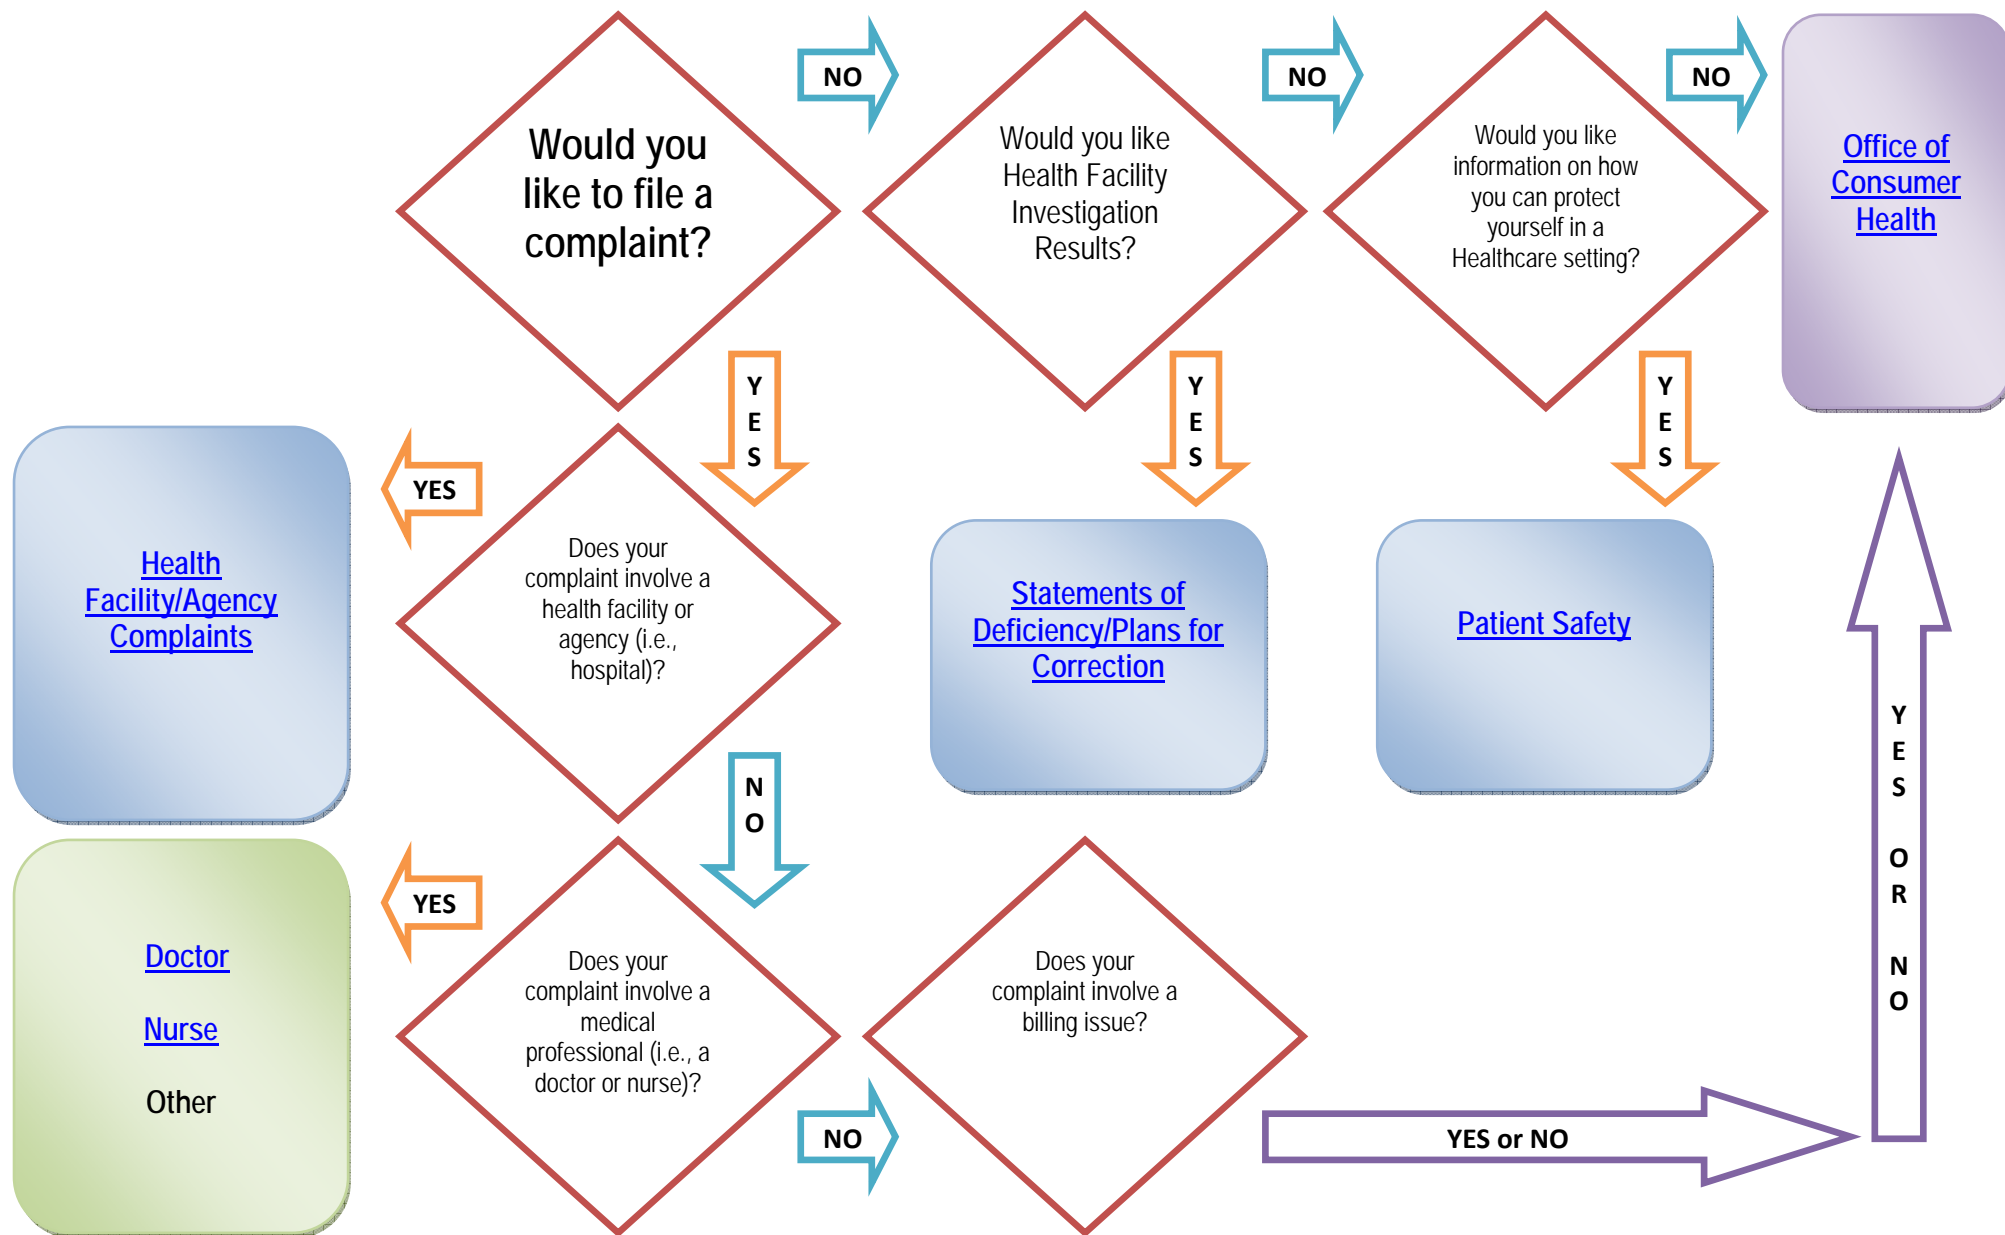 Would you
like to file a
complaint?
NO
Would you like
Health Facility
Investigation
Results?
NO
Would you like
information on how
you can protect
yourself in a
Healthcare setting?
NO
Office of
Consumer
Health
Y
E
S
Y
E
S
Y
E
S
Health
Facility/Agency
Complaints
YES
Does your
complaint involve a
health facility or
agency (i.e.,
hospital)?
Statements of
Deficiency/Plans for
Correction
Patient Safety
N
O
Doctor
Nurse
Other
YES
Does your
complaint involve a
medical
professional (i.e., a
doctor or nurse)?
NO
Does your
complaint involve a
billing issue?
YES or NO
Y
E
S
O
R
N
O